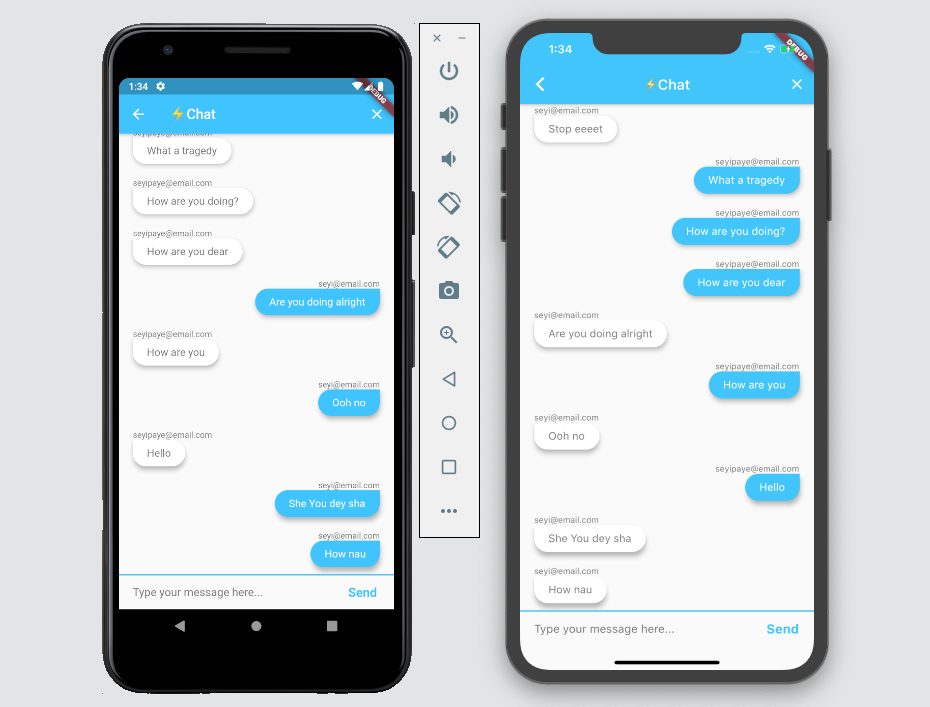 1:34
DEBUG
⚡Chat
seyipaye@email.com
What a tragedy
seyipaye@email.com
How are you doing?
seyipaye@email.com
How are you dear
seyi@email.com
Are you doing alright
seyipaye@email.com
How are you
seyi@email.com
Ooh no
seyipaye@email.com
Hello
seyi@email.com
She You dey sha
seyi@email.com
How nau
Type your message here...
Send
1:34
DEBUG
⚡Chat
seyi@email.com
Stop eeeet
seyipaye@email.com
What a tragedy
seyipaye@email.com
How are you doing?
seyipaye@email.com
How are you dear
seyi@email.com
Are you doing alright
seyipaye@email.com
How are you
seyi@email.com
Ooh no
seyipaye@email.com
Hello
seyi@email.com
She You dey sha
seyi@email.com
How nau
Type your message here...
Send